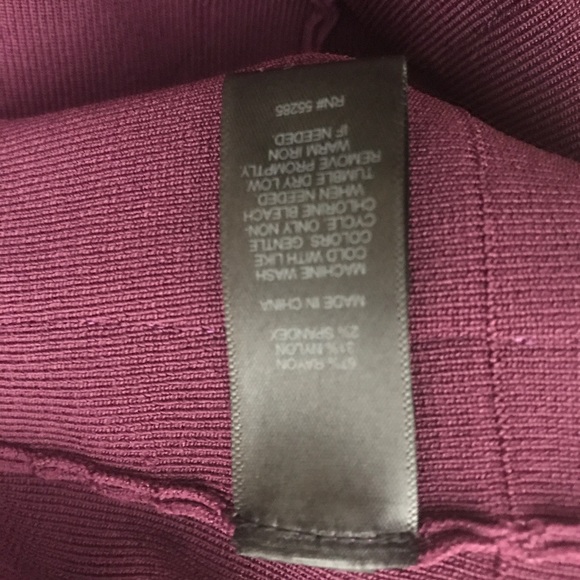 67% RAYON
31% NYLON
2% SPANDEX
MADE IN CHINA
MACHINE WASH
COLD WITH LIKE
COLORS. GENTLE
CYCLE. ONLY NON-
CHLORINE BLEACH
WHEN NEEDED
TUMBLE DRY LOW
REMOVE PROMPTLY.
WARM IRON
IF NEEDED.
RN# 55285